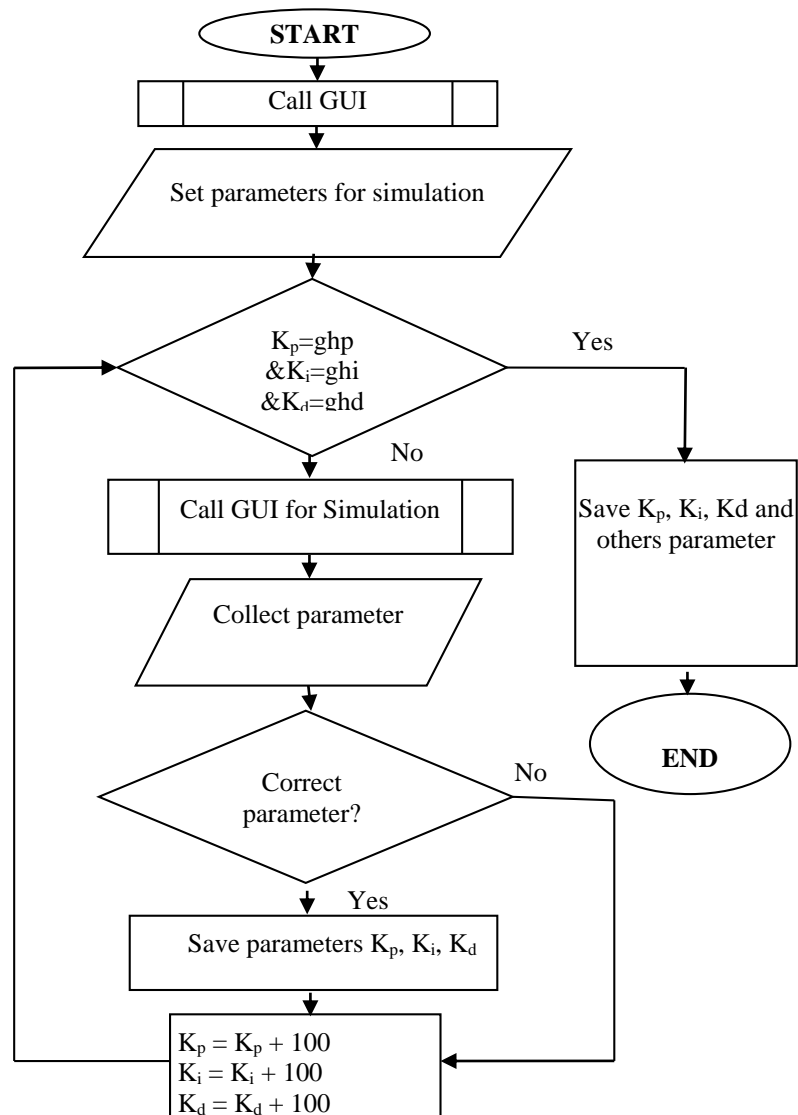 START
Call GUI
Set parameters for simulation
Kp=ghp
&Ki=ghi
&Kd=ghd
Yes
No
Call GUI for Simulation
Save Kp, Ki, Kd and
others parameter
Collect parameter
END
Correct
parameter?
No
Yes
Save parameters Kp, Ki, Kd
Kp = Kp + 100
Ki = Ki + 100
Kd = Kd + 100